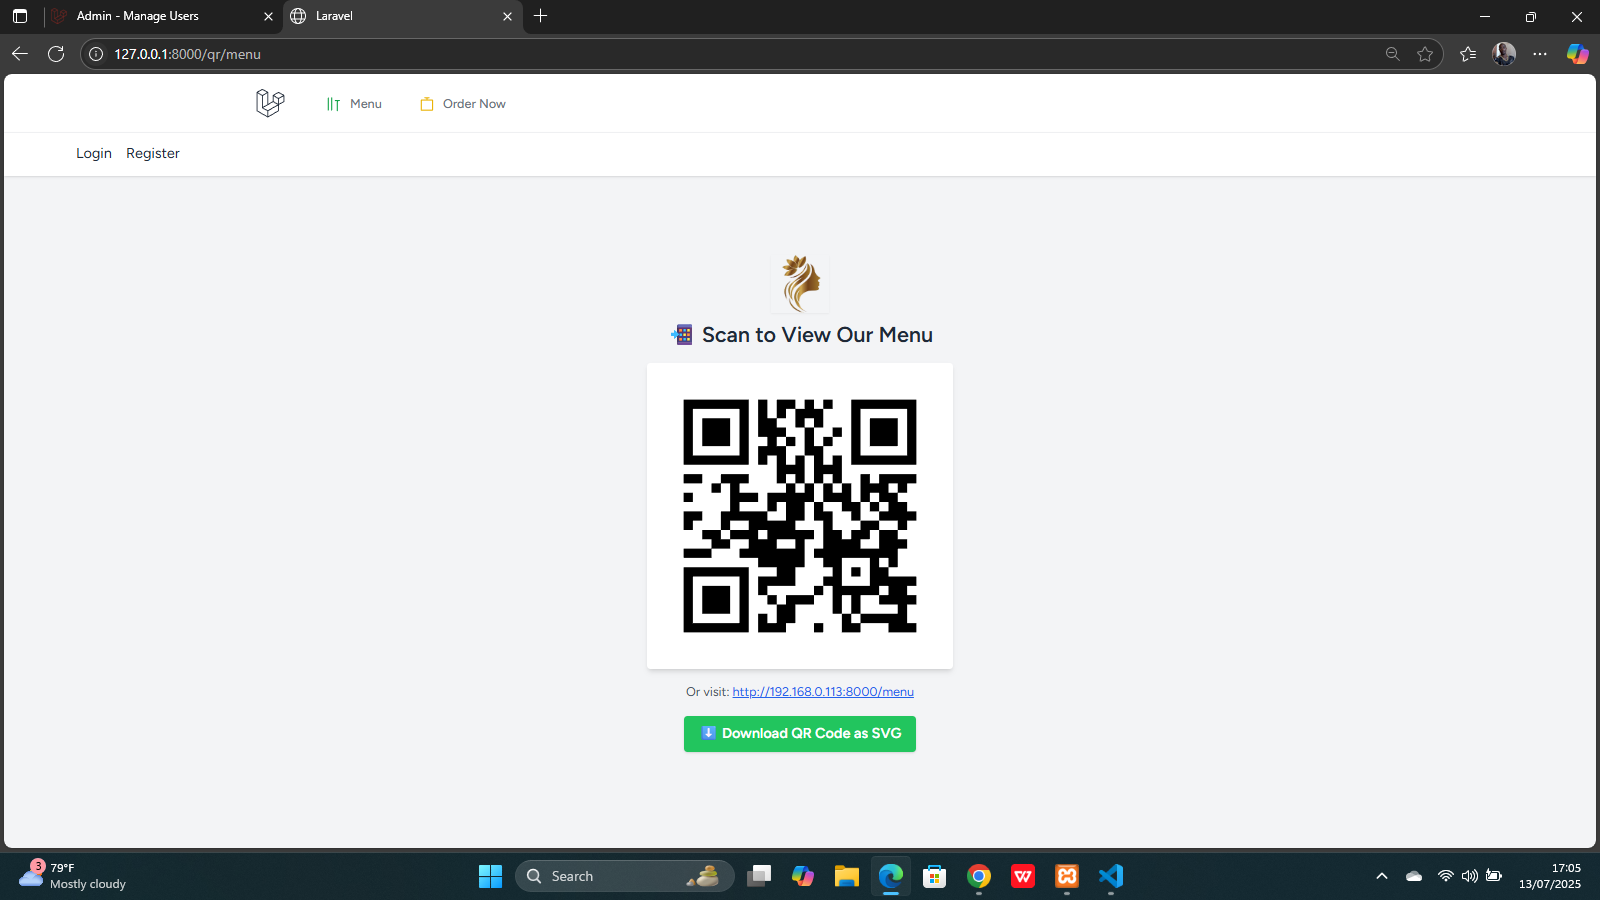 Admin - Manage Users
Laravel
127.0.0.1:8000/qr/menu
Menu
Order Now
Login
Register
Scan to View Our Menu
Or visit: http://192.168.0.113:8000/menu
Download QR Code as SVG
3
79°F
Mostly cloudy
Search
W
17:05
13/07/2025